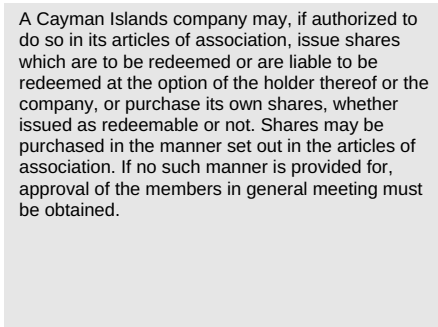 A Cayman Islands company may, if authorized to
do so in its articles of association, issue shares
which are to be redeemed or are liable to be
redeemed at the option of the holder thereof or the
company, or purchase its own shares, whether
issued as redeemable or not. Shares may be
purchased in the manner set out in the articles of
association. If no such manner is provided for,
approval of the members in general meeting must
be obtained.